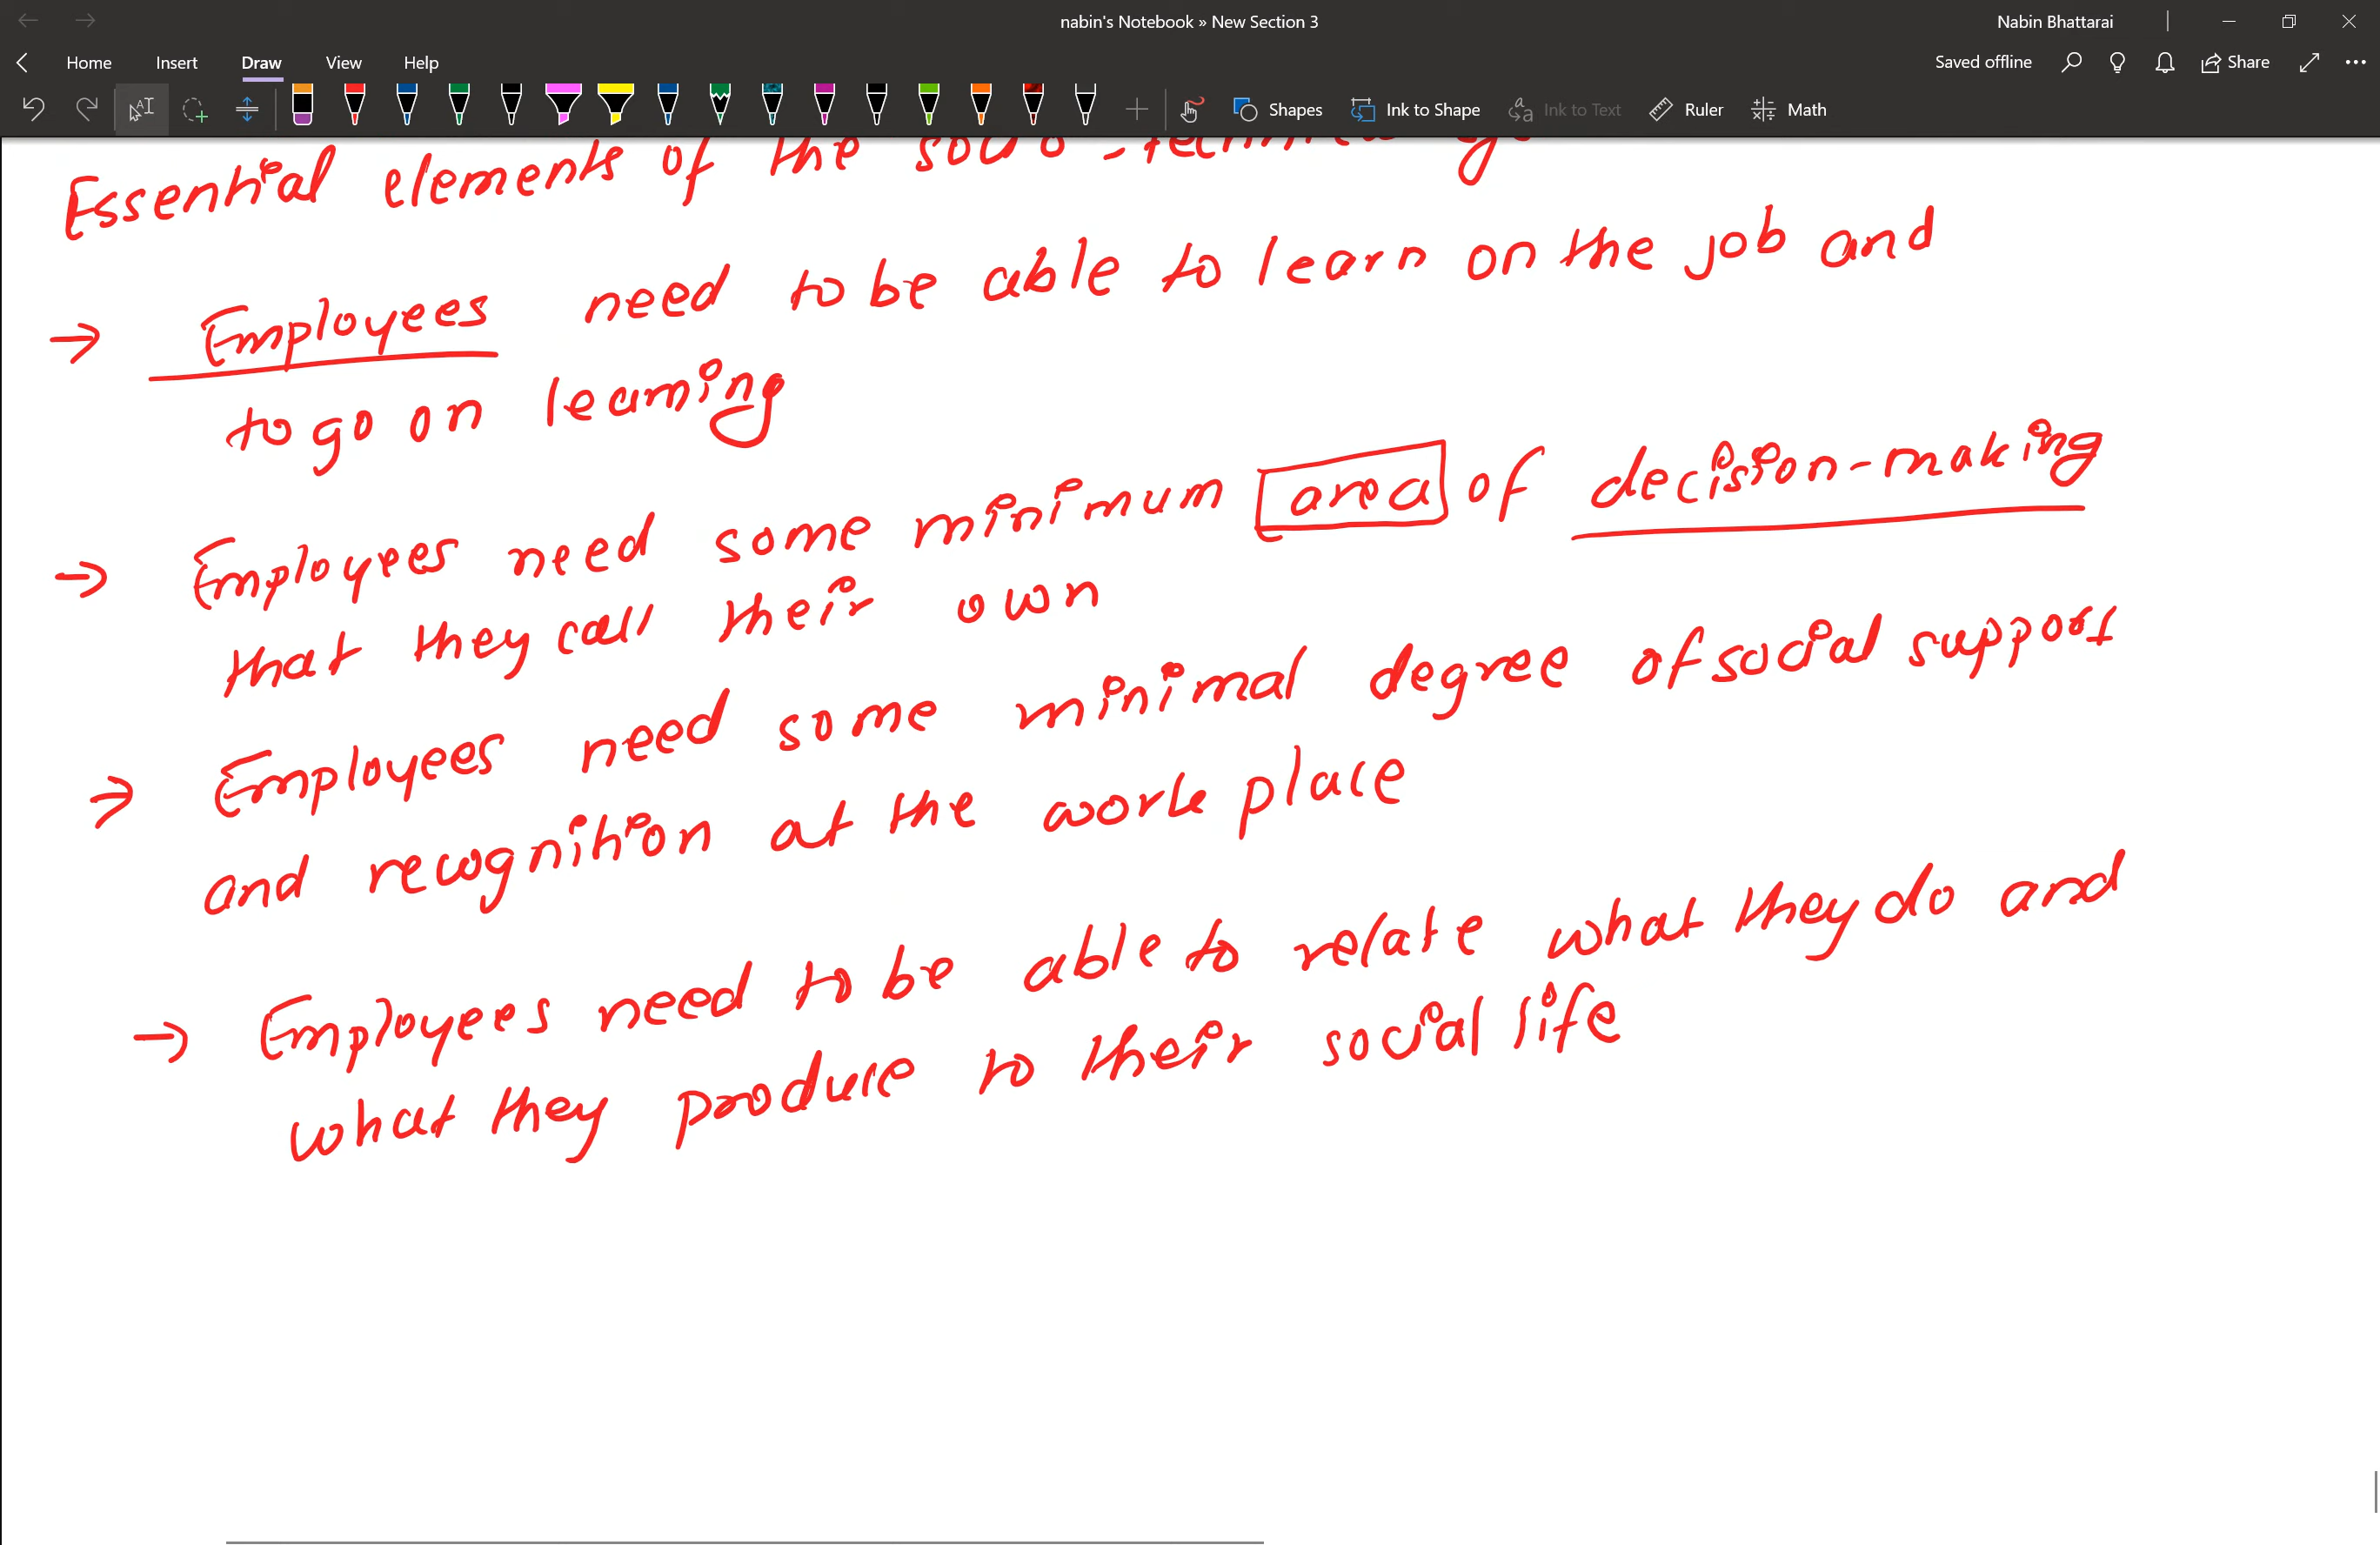 nabin's Notebook » New Section 3
Nabin Bhattarai
Home Insert Draw View Help
Saved offline
Share
Shapes
Ink to Shape
Ink to Text
Ruler
Math
Essential elements of the socio-technical
→ Employees need to be able to learn on the job and
to go on learning
→ Employees need some minimum area of decision-making
that they call their own
→ Employees need some minimal degree of social support
and recognition at the work place
→ Employees need to be able to relate what they do and
what they produce to their social life